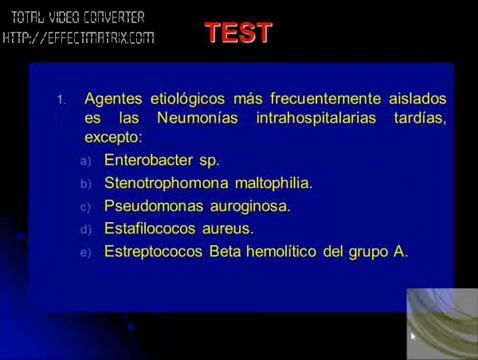 TOTAL VIDEO CONVERTER
HTTP://EFFECTMATRIX.COM
TEST
1. Agentes etiológicos más frecuentemente aislados
es las Neumonías intrahospitalarias tardías,
excepto:
a) Enterobacter sp.
b) Stenotrophomona maltophilia.
c) Pseudomonas auroginosa.
d) Estafilococos aureus.
e) Estreptococos Beta hemolítico del grupo A.